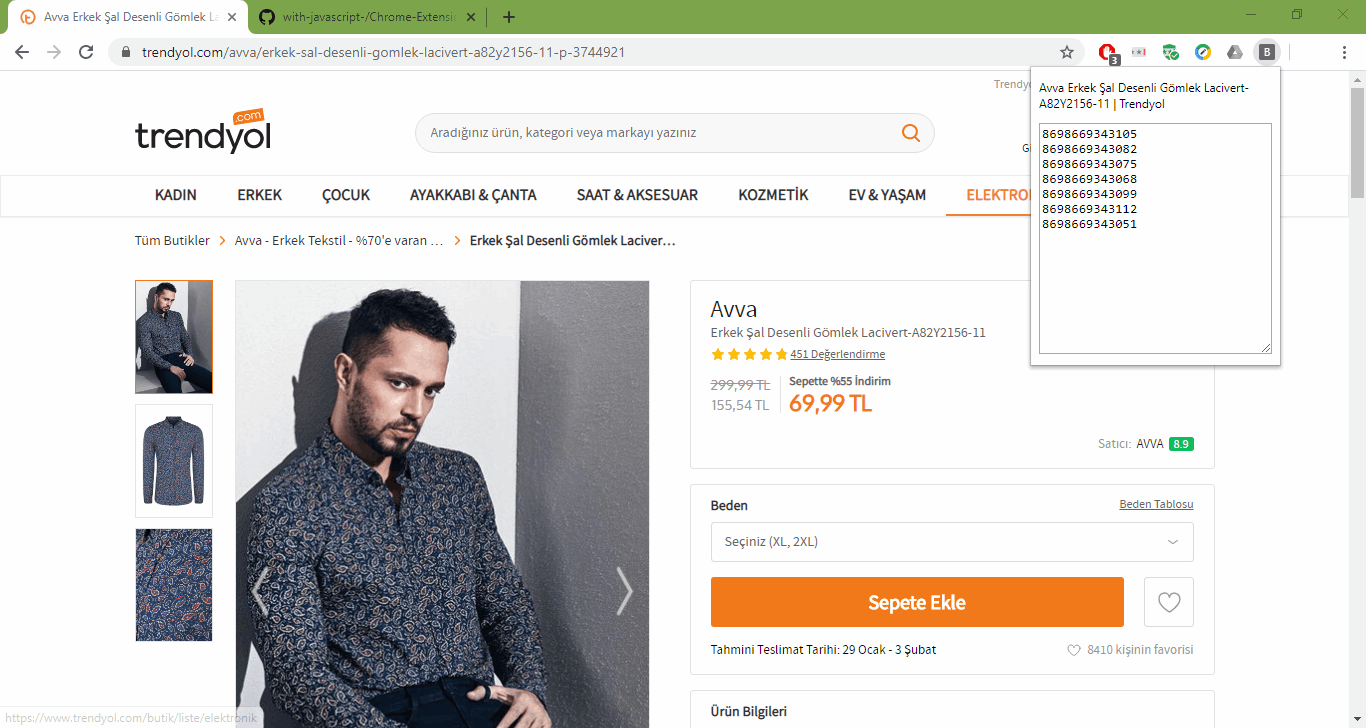 Avva Erkek Şal Desenli Gömlek La
with-javascript-/Chrome-Extensi
trendyol.com/avva/erkek-sal-desenli-gomlek-lacivert-a82y2156-11-p-3744921
3
B
Avva Erkek Şal Desenli Gömlek Lacivert-
A82Y2156-11 | Trendyol
8698669343105
8698669343082
8698669343075
8698669343068
8698669343099
8698669343112
8698669343051
Trendyo
.com
trendyol
Aradığınız ürün, kategori veya markayı yazınız
Gi
KADIN ERKEK ÇOCUK AYAKKABI & ÇANTA SAAT & AKSESUAR KOZMETİK EV & YAŞAM ELEKTRO
Tüm Butikler > Avva - Erkek Tekstil - %70'e varan ... > Erkek Şal Desenli Gömlek Laciver...
Avva
Erkek Şal Desenli Gömlek Lacivert-A82Y2156-11
451 Değerlendirme
299,99 TL
155,54 TL
Sepette %55 İndirim
69,99 TL
Satıcı: AVVA 8.9
Beden
Beden Tablosu
Seçiniz (XL, 2XL)
Sepete Ekle
Tahmini Teslimat Tarihi: 29 Ocak - 3 Şubat
8410 kişinin favorisi
Ürün Bilgileri
https://www.trendyol.com/butik/liste/elektronik